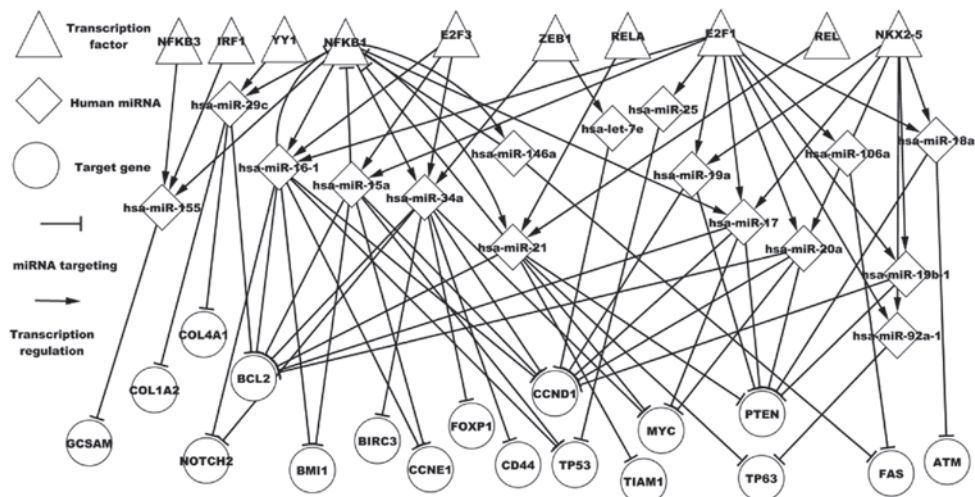 Transcription
factor
NFKB3
IRF1
YY1
NFKB1
E2F3
ZEB1
RELA
E2F1
REL
NKX2-5
Human miRNA
hsa-miR-29c
hsa-miR-25
hsa-let-7e
hsa-miR-146a
hsa-miR-106a
hsa-miR-18a
Target gene
hsa-miR-16-1
hsa-miR-15a
hsa-miR-34a
hsa-miR-19a
hsa-miR-155
hsa-miR-17
hsa-miR-21
hsa-miR-20a
miRNA targeting
hsa-miR-19b-1
Transcription
regulation
hsa-miR-92a-1
COL4A1
COL1A2
BCL2
CCND1
PTEN
GCSAM
NOTCH2
BMI1
BIRC3
CCNE1
FOXP1
CD44
TP53
TIAM1
MYC
TP63
FAS
ATM